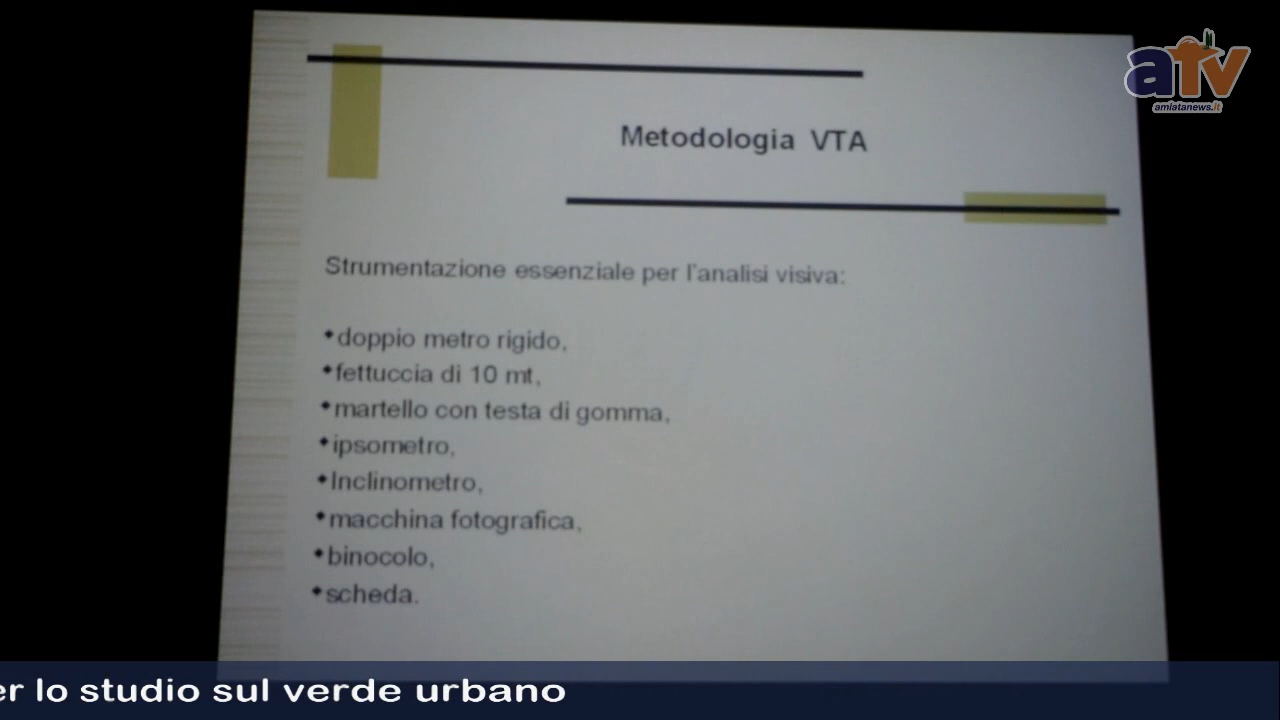 aTv
amiatanews.it
Metodologia VTA
Strumentazione essenziale per l'analisi visiva:
doppio metro rigido,
fettuccia di 10 mt,
martello con testa di gomma,
ipsometro,
Inclinometro,
macchina fotografica,
binocolo,
scheda.
er lo studio sul verde urbano